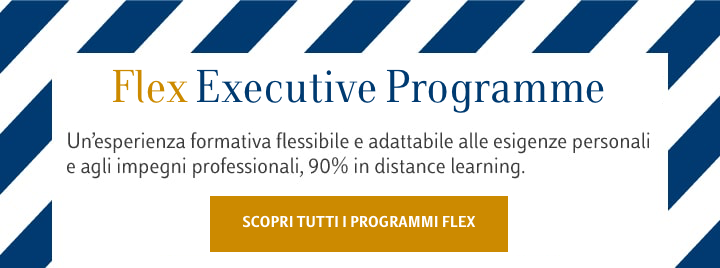 Flex Executive Programme
Un’esperienza formativa flessibile e adattabile alle esigenze personali
e agli impegni professionali, 90% in distance learning.
SCOPRI TUTTI I PROGRAMMI FLEX